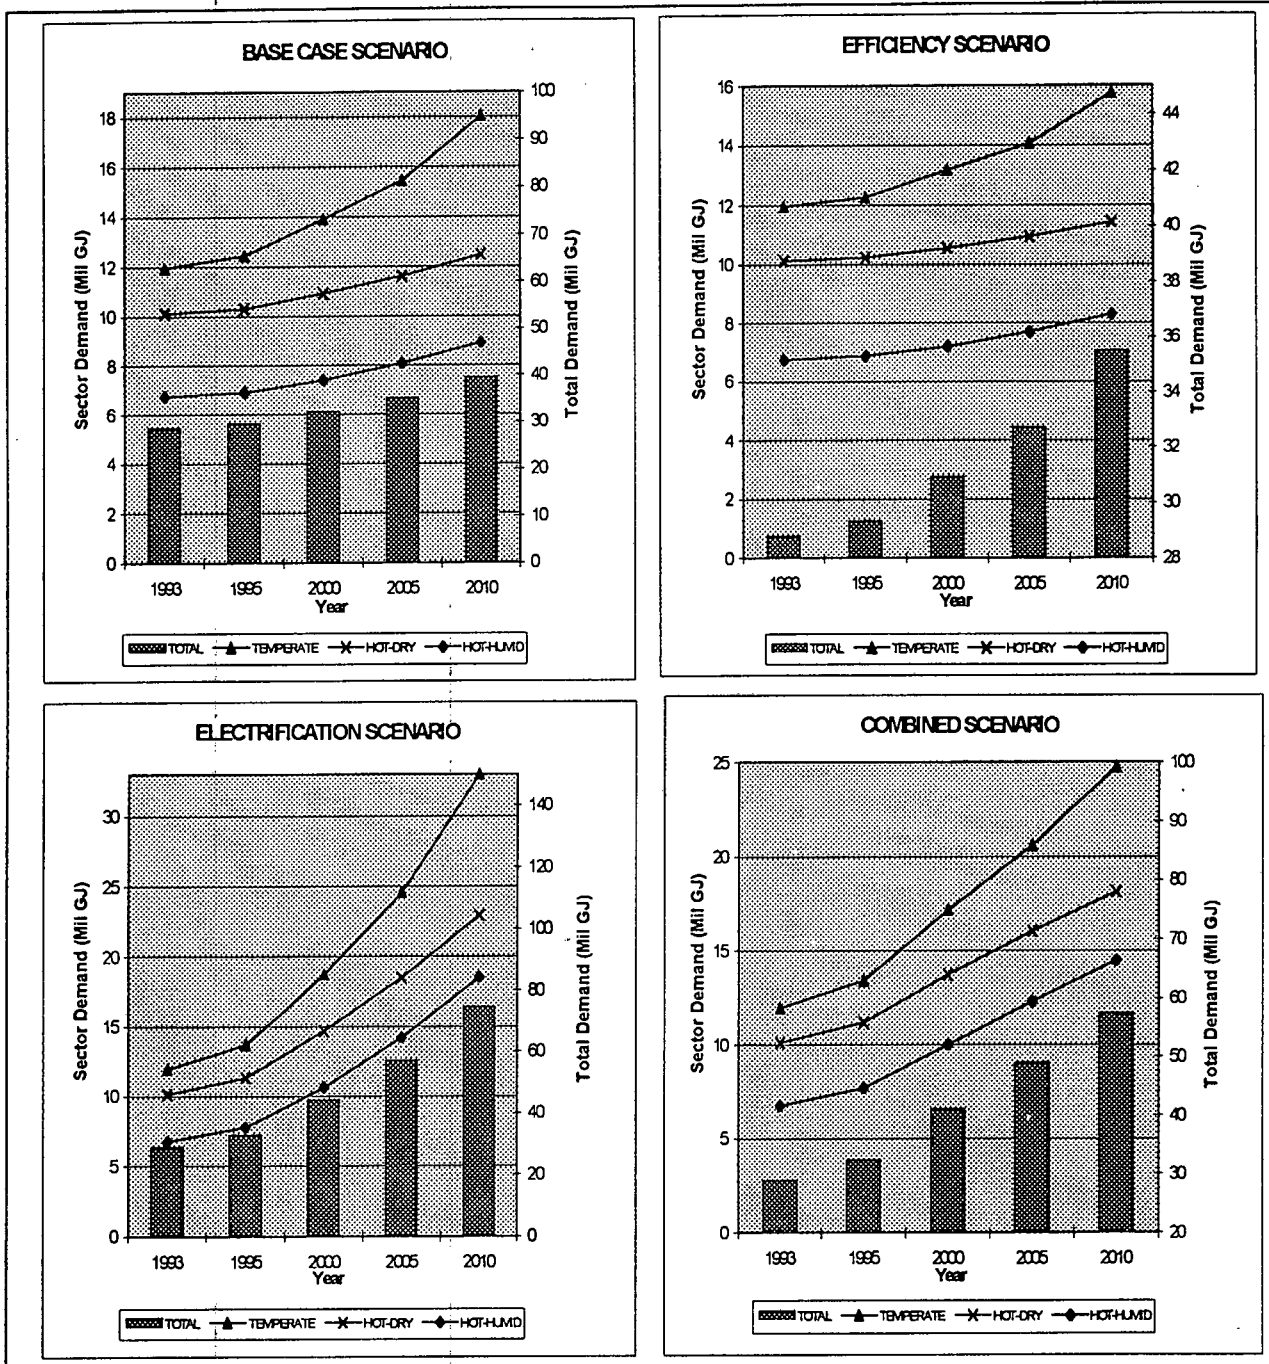 BASE CASE SCENARIO
Sector Demand (Mil GJ)
18
16
14
12
10
8
6
4
2
0
100
90
80
70
60
50
40
30
20
10
0
Total Demand (Mil GJ)
1993 1995 2000 2005 2010
Year
TOTAL TEMPERATE HOT-DRY HOT-HUMID
EFFICIENCY SCENARIO
Sector Demand (Mil GJ)
16
14
12
10
8
6
4
2
0
44
42
40
38
36
34
32
30
28
Total Demand (Mil GJ)
1993 1995 2000 2005 2010
Year
TOTAL TEMPERATE HOT-DRY HOT-HUMID
ELECTRIFICATION SCENARIO
Sector Demand (Mil GJ)
30
25
20
15
10
5
0
140
120
100
80
60
40
20
0
Total Demand (Mil GJ)
1993 1995 2000 2005 2010
Year
TOTAL TEMPERATE HOT-DRY HOT-HUMID
COMBINED SCENARIO
Sector Demand (Mil GJ)
25
20
15
10
5
0
100
90
80
70
60
50
40
30
20
Total Demand (Mil GJ)
1993 1995 2000 2005 2010
Year
TOTAL TEMPERATE HOT-DRY HOT-HUMID